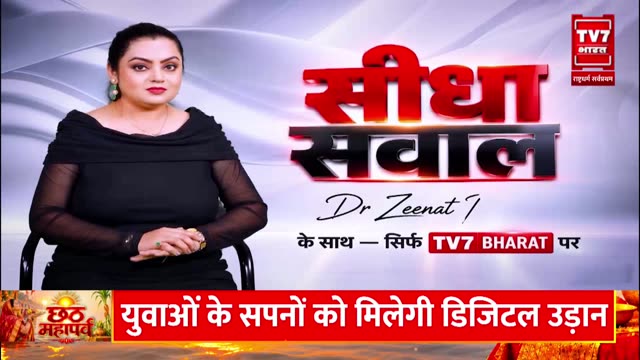 TV7
भारत
राष्ट्रधर्म सर्वप्रथम
सीधा
सवाल
Dr Zeenat
के साथ — सिर्फ TV7 BHARAT पर
छठ
महापर्व
युवाओं के सपनों को मिलेगी डिजिटल उड़ान